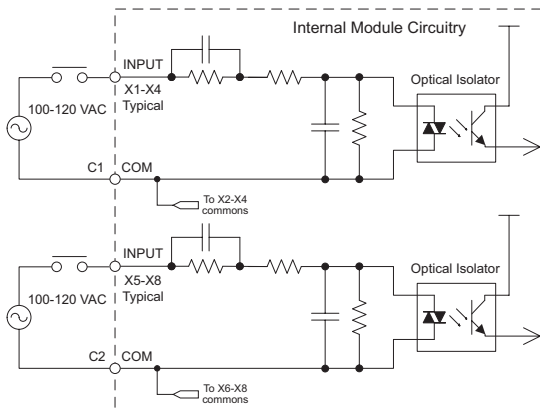 Internal Module Circuitry
INPUT
X1-X4
Typical
Optical Isolator
100-120 VAC
C1
COM
To X2-X4
commons
INPUT
X5-X8
Typical
Optical Isolator
100-120 VAC
C2
COM
To X6-X8
commons